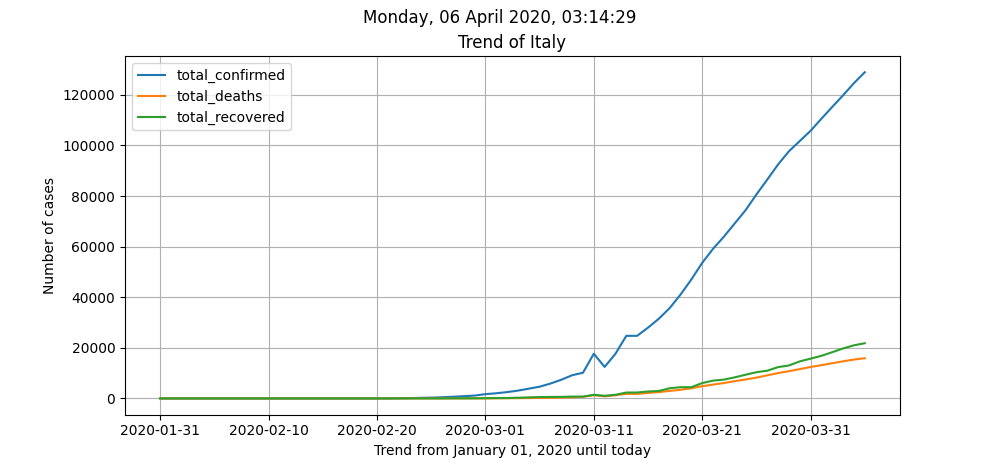 Monday, 06 April 2020, 03:14:29
Trend of Italy
total_confirmed
total_deaths
total_recovered
Number of cases
120000
100000
80000
60000
40000
20000
0
2020-01-31 2020-02-10 2020-02-20 2020-03-01 2020-03-11 2020-03-21 2020-03-31
Trend from January 01, 2020 until today